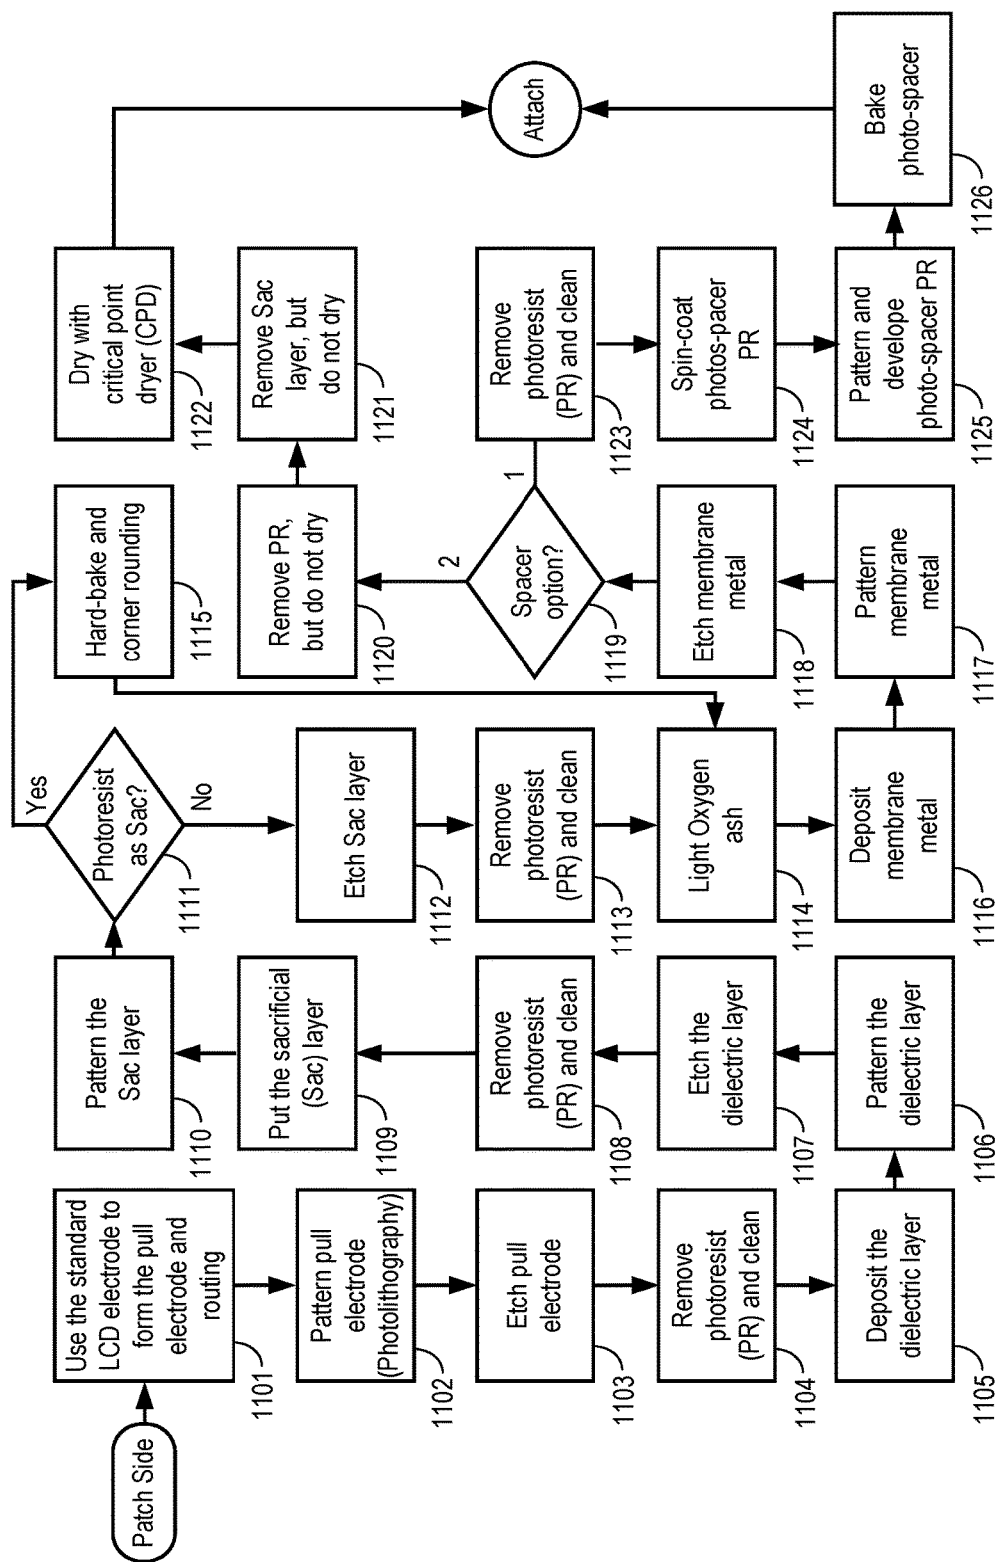 Patch Side
Use the standard
LCD electrode to
form the pull
electrode and
routing
1101
Pattern pull
electrode
(Photolithography)
1102
Etch pull
electrode
1103
Remove
photoresist
(PR) and clean
1104
Deposit the
dielectric layer
1105
Pattern the
dielectric layer
1106
Etch the
dielectric layer
1107
Remove
photoresist
(PR) and clean
1108
Put the sacrificial
(Sac) layer
1109
Pattern the
Sac layer
1110
Photoresist
as Sac?
1111
Yes
No
Etch Sac layer
1112
Remove
photoresist
(PR) and clean
1113
Light Oxygen
ash
1114
Hard-bake and
corner rounding
1115
Deposit
membrane
metal
1116
Pattern
membrane
metal
1117
Etch membrane
metal
1118
Spacer
option?
1119
2
1
Remove PR,
but do not dry
1120
Remove Sac
layer, but
do not dry
1121
Dry with
critical point
dryer (CPD)
1122
Remove
photoresist
(PR) and clean
1123
Spin-coat
photos-pacer
PR
1124
Pattern and
develope
photo-spacer PR
1125
Bake
photo-spacer
1126
Attach